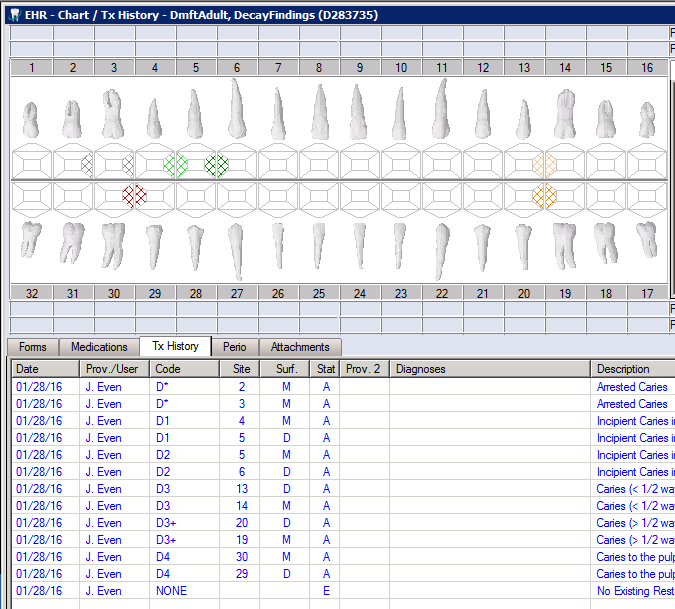 EHR - Chart / Tx History - DmftAdult, DecayFindings (D283735)
F
F
1 2 3 4 5 6 7 8 9 10 11 12 13 14 15 16
32 31 30 29 28 27 26 25 24 23 22 21 20 19 18 17
F
F
Forms Medications Tx History Perio Attachments
Date Prov./User Code Site Surf. Stat Prov. 2 Diagnoses Description
01/28/16 J. Even D* 2 M A Arrested Caries
01/28/16 J. Even D* 3 M A Arrested Caries
01/28/16 J. Even D1 4 M A Incipient Caries i
01/28/16 J. Even D1 5 D A Incipient Caries i
01/28/16 J. Even D2 5 M A Incipient Caries i
01/28/16 J. Even D2 6 D A Incipient Caries i
01/28/16 J. Even D3 13 D A Caries (< 1/2 wa
01/28/16 J. Even D3 14 M A Caries (< 1/2 wa
01/28/16 J. Even D3+ 20 D A Caries (> 1/2 wa
01/28/16 J. Even D3+ 19 M A Caries (> 1/2 wa
01/28/16 J. Even D4 30 M A Caries to the pul
01/28/16 J. Even D4 29 D A Caries to the pul
01/28/16 J. Even NONE E No Existing Rest